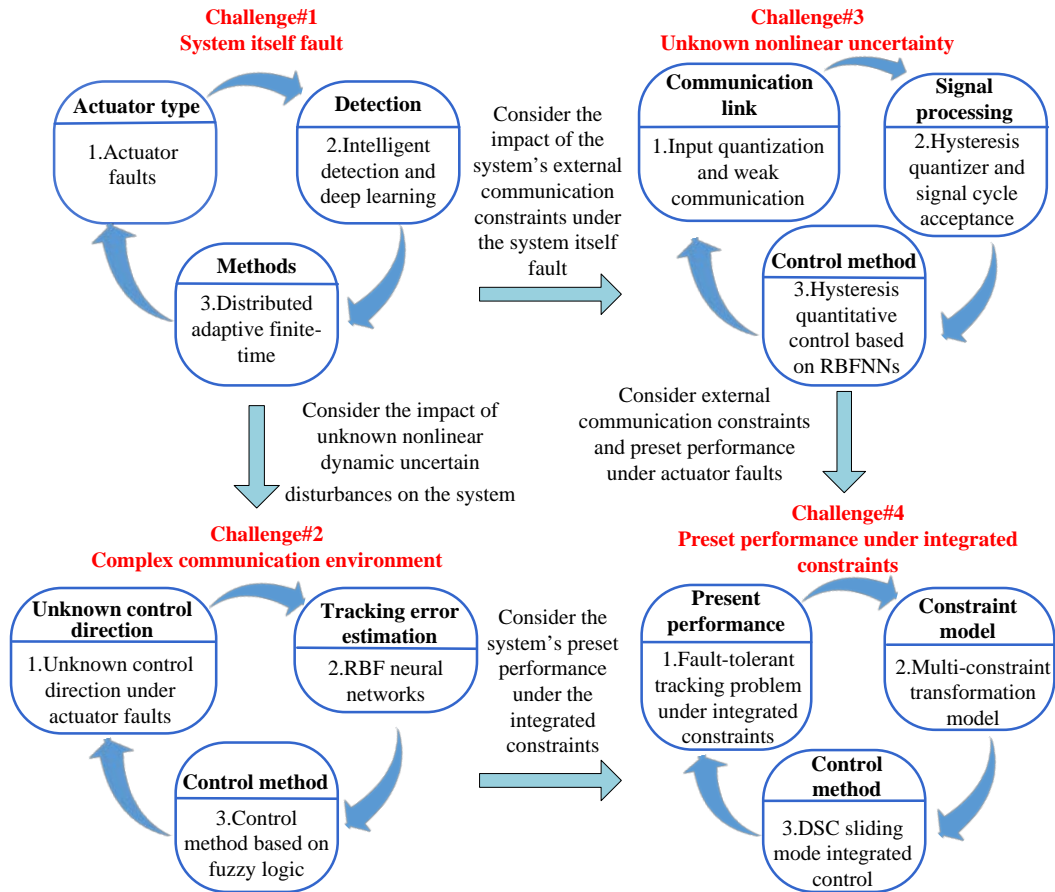 Challenge#1
System itself fault
Actuator type
1.Actuator
faults
Detection
2.Intelligent
detection and
deep learning
Methods
3.Distributed
adaptive finite-
time
Consider the
impact of the
system's external
communication
constraints under
the system itself
fault
Challenge#3
Unknown nonlinear uncertainty
Communication
link
1.Input quantization
and weak
communication
Signal
processing
2.Hysteresis
quantizer and
signal cycle
acceptance
Control method
3.Hysteresis
quantitative
control based
on RBFNNs
Consider the impact of
unknown nonlinear
dynamic uncertain
disturbances on the system
Consider external
communication constraints
and preset performance
under actuator faults
Challenge#2
Complex communication environment
Unknown control
direction
1.Unknown control
direction under
actuator faults
Tracking error
estimation
2.RBF neural
networks
Control method
3.Control
method based on
fuzzy logic
Consider the
system's preset
performance
under the
integrated
constraints
Challenge#4
Preset performance under integrated
constraints
Present
performance
1.Fault-tolerant
tracking problem
under integrated
constraints
Constraint
model
2.Multi-constraint
transformation
model
Control
method
3.DSC sliding
mode integrated
control